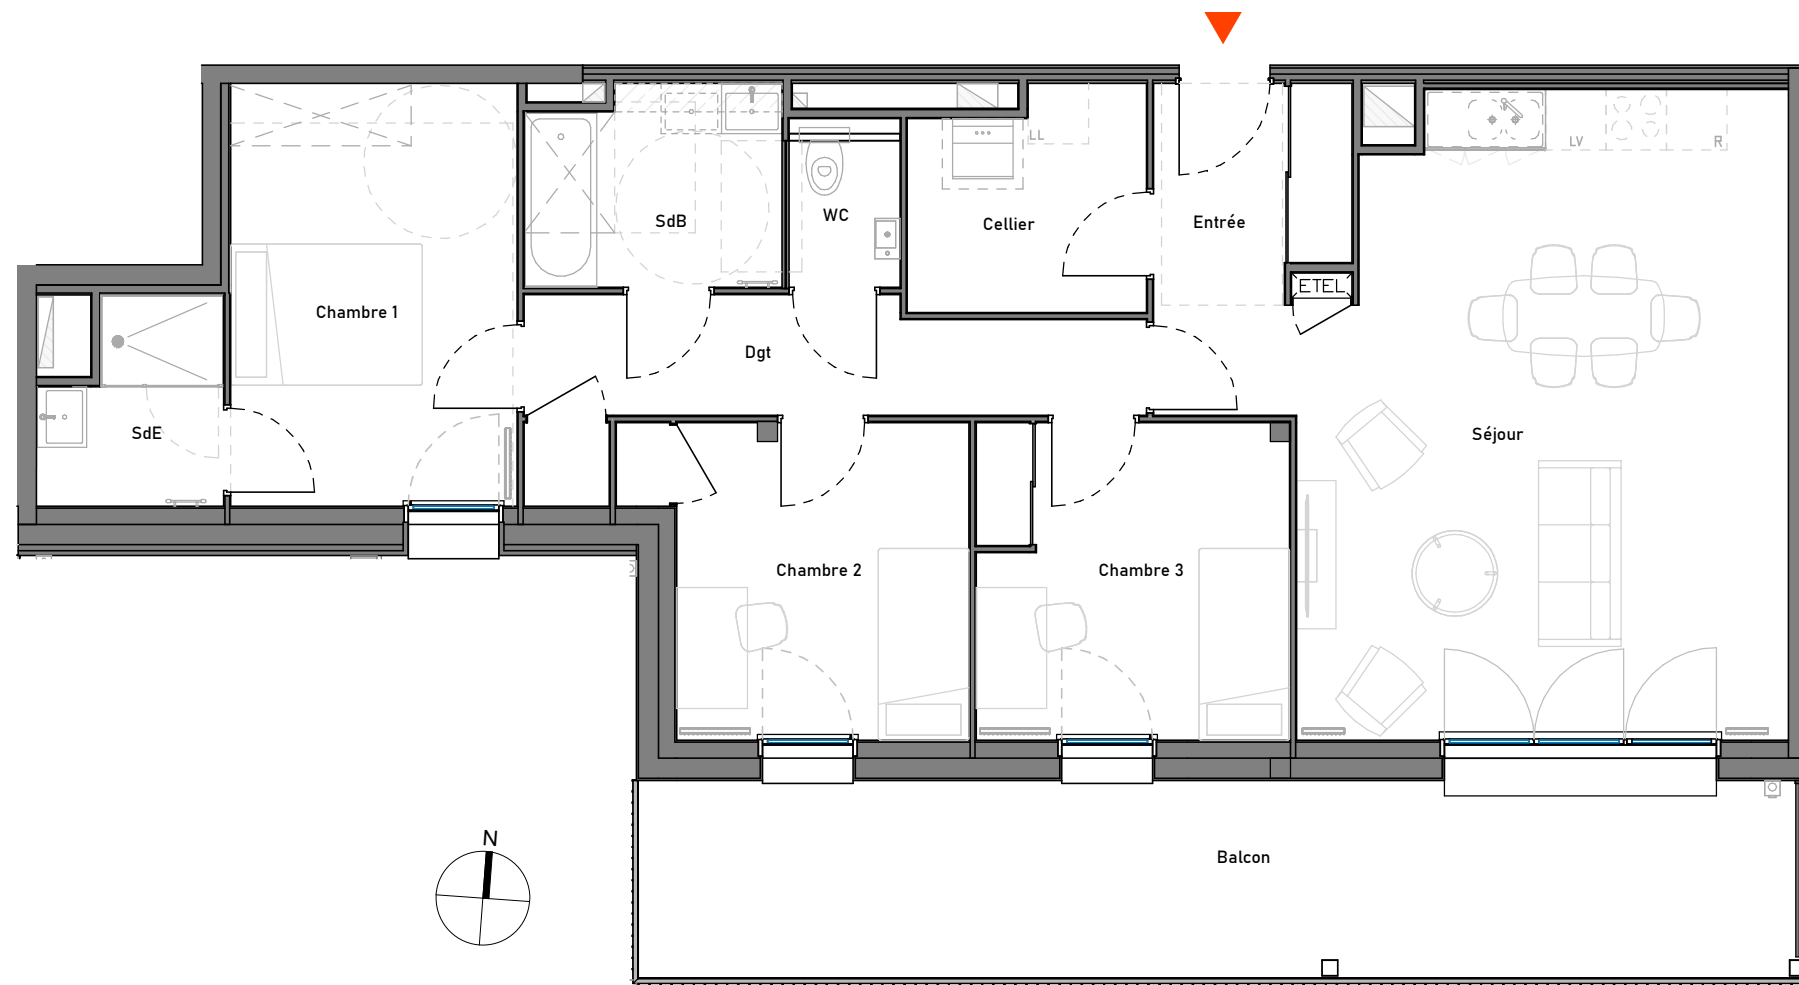 LL
LV
R
SdB
WC
Cellier
Entrée
ETEL
Chambre 1
Dgt
SdE
Séjour
Chambre 2
Chambre 3
N
Balcon